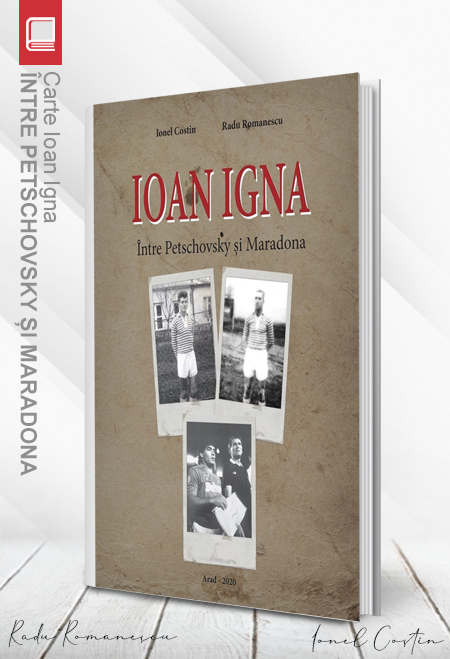 Carte Ioan Igna
ÎNTRE PETSCHOVSKY ȘI MARADONA
Ionel Costin Radu Romanescu
IOAN IGNA
Între Petschovsky și Maradona
Arad - 2020
Radu Romanescu Ionel Costin